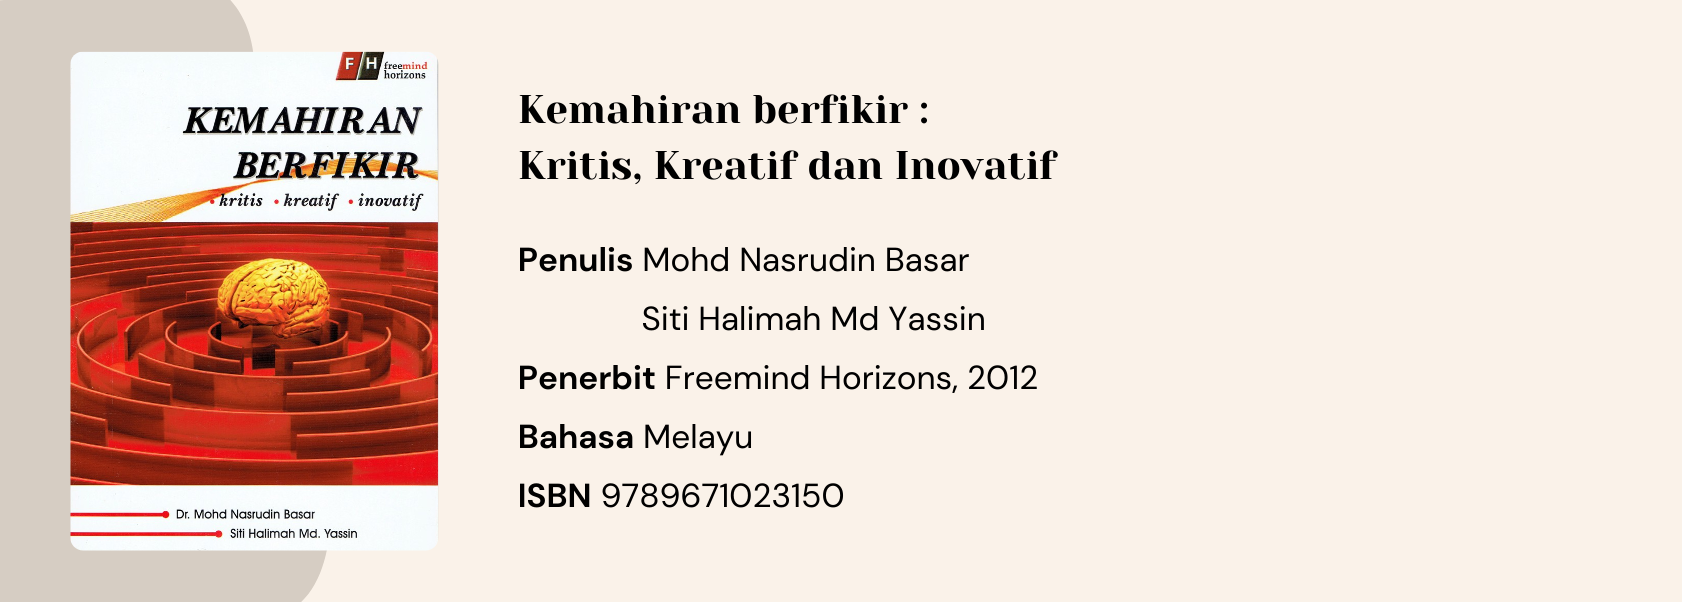 F H freemind
horizons
KEMAHIRAN
BERFIKIR
• kritis • kreatif • inovatif
Dr. Mohd Nasrudin Basar
Siti Halimah Md. Yassin
Kemahiran berfikir :
Kritis, Kreatif dan Inovatif
Penulis Mohd Nasrudin Basar
Siti Halimah Md Yassin
Penerbit Freemind Horizons, 2012
Bahasa Melayu
ISBN 9789671023150